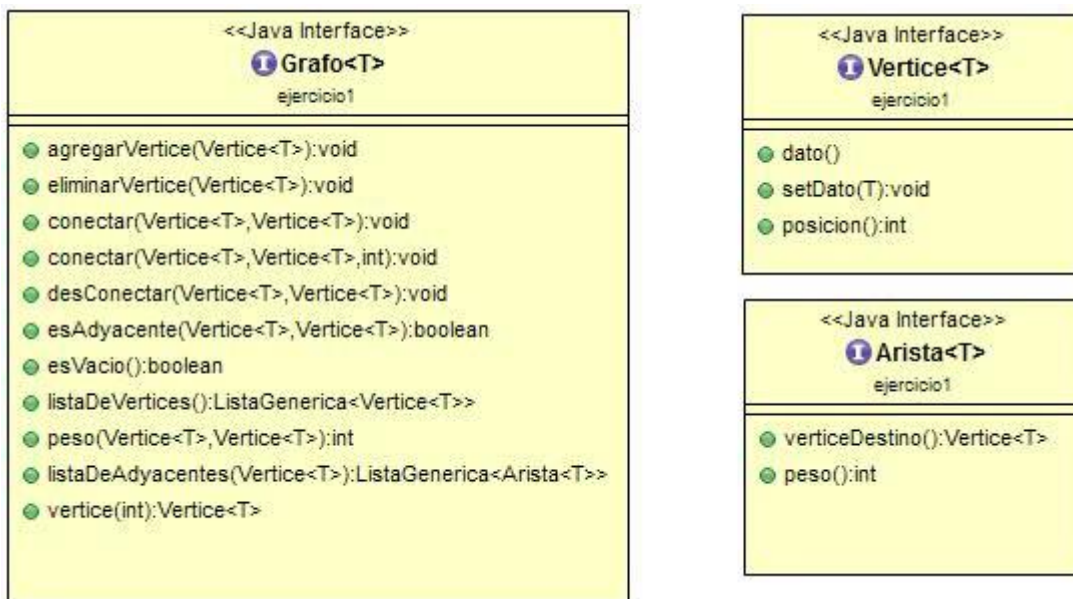 <<Java Interface>>
Grafo<T>
ejercicio1
agregarVertice(Vertice<T>):void
eliminarVertice(Vertice<T>):void
conectar(Vertice<T>,Vertice<T>):void
conectar(Vertice<T>,Vertice<T>,int):void
desConectar(Vertice<T>,Vertice<T>):void
esAdyacente(Vertice<T>,Vertice<T>):boolean
esVacio():boolean
listaDeVertices():ListaGenerica<Vertice<T>>
peso(Vertice<T>,Vertice<T>):int
listaDeAdyacentes(Vertice<T>):ListaGenerica<Arista<T>>
vertice(int):Vertice<T>
<<Java Interface>>
Vertice<T>
ejercicio1
dato()
setDato(T):void
posicion():int
<<Java Interface>>
Arista<T>
ejercicio1
verticeDestino():Vertice<T>
peso():int